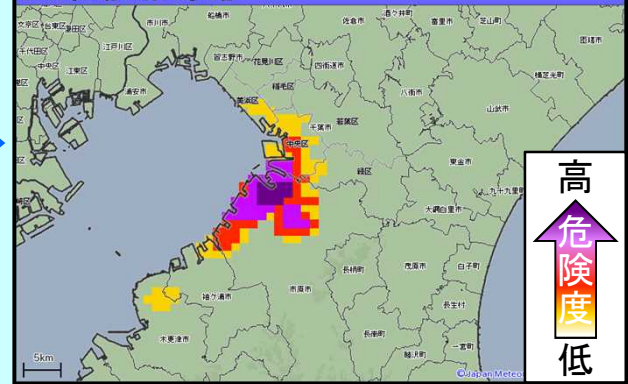 船橋市
市川市
文京区
台東区
墨田区
江戸川区
千代田区
中央区
江東区
浦安市
習志野市
花見川区
佐倉市
酒々井町
富里市
芝山町
匝瑳市
四街道市
稲毛区
美浜区
八街市
横芝光町
山武市
千葉市
若葉区
中央区
緑区
東金市
九十九里町
大網白里市
長柄町
茂原市
白子町
市原市
袖ケ浦市
長生村
木更津市
長南町
睦沢町
一宮町
高
危険度
低
5km
©Japan Meteo